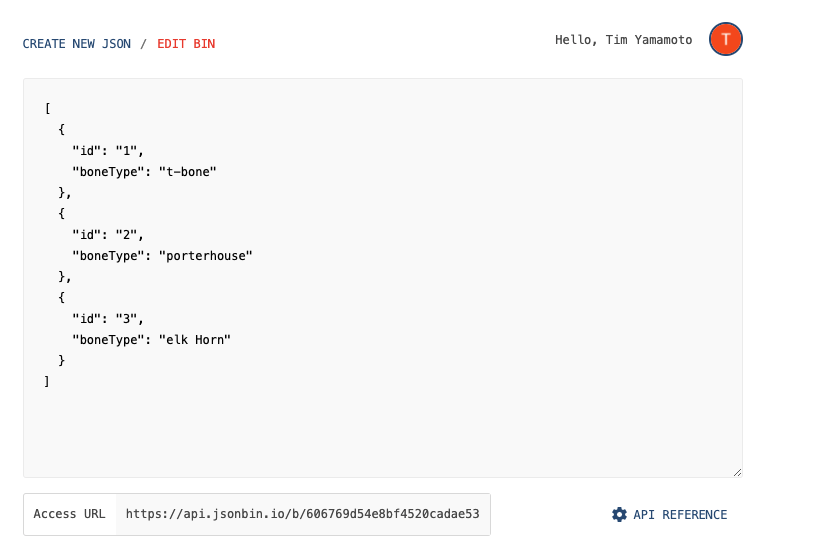 CREATE NEW JSON / EDIT BIN
Hello, Tim Yamamoto
T
[
{
"id": "1",
"boneType": "t-bone"
},
{
"id": "2",
"boneType": "porterhouse"
},
{
"id": "3",
"boneType": "elk Horn"
}
]
Access URL
https://api.jsonbin.io/b/606769d54e8bf4520cadae53
API REFERENCE